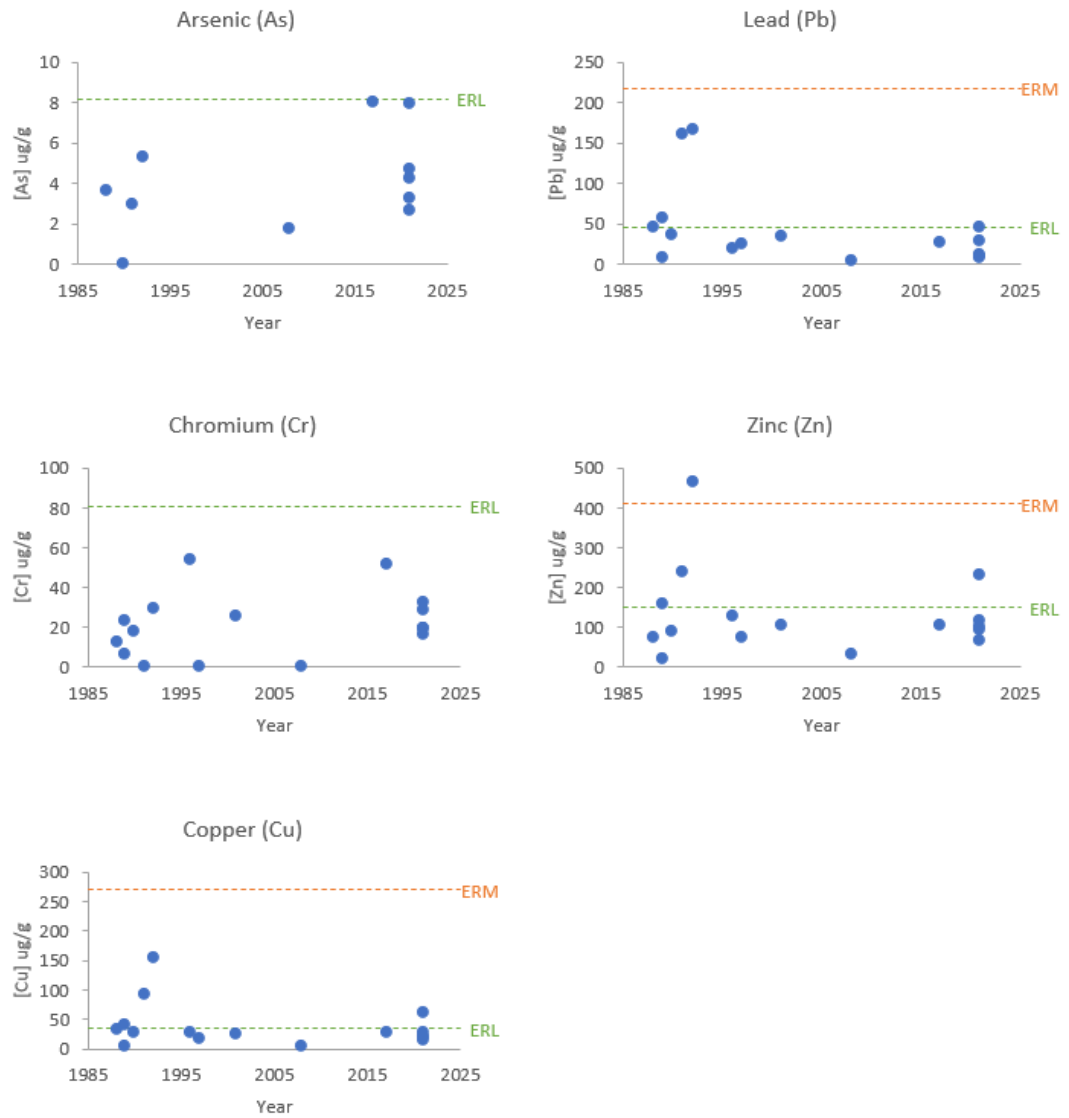 Arsenic (As)
10
8
6
4
2
0
[As] ug/g
ERL
1985 1995 2005 2015 2025
Year
Lead (Pb)
250
200
150
100
50
0
[Pb] ug/g
ERM
ERL
1985 1995 2005 2015 2025
Year
Chromium (Cr)
100
80
60
40
20
0
[Cr] ug/g
ERL
1985 1995 2005 2015 2025
Year
Zinc (Zn)
500
400
300
200
100
0
[Zn] ug/g
ERM
ERL
1985 1995 2005 2015 2025
Year
Copper (Cu)
300
250
200
150
100
50
0
[Cu] ug/g
ERM
ERL
1985 1995 2005 2015 2025
Year